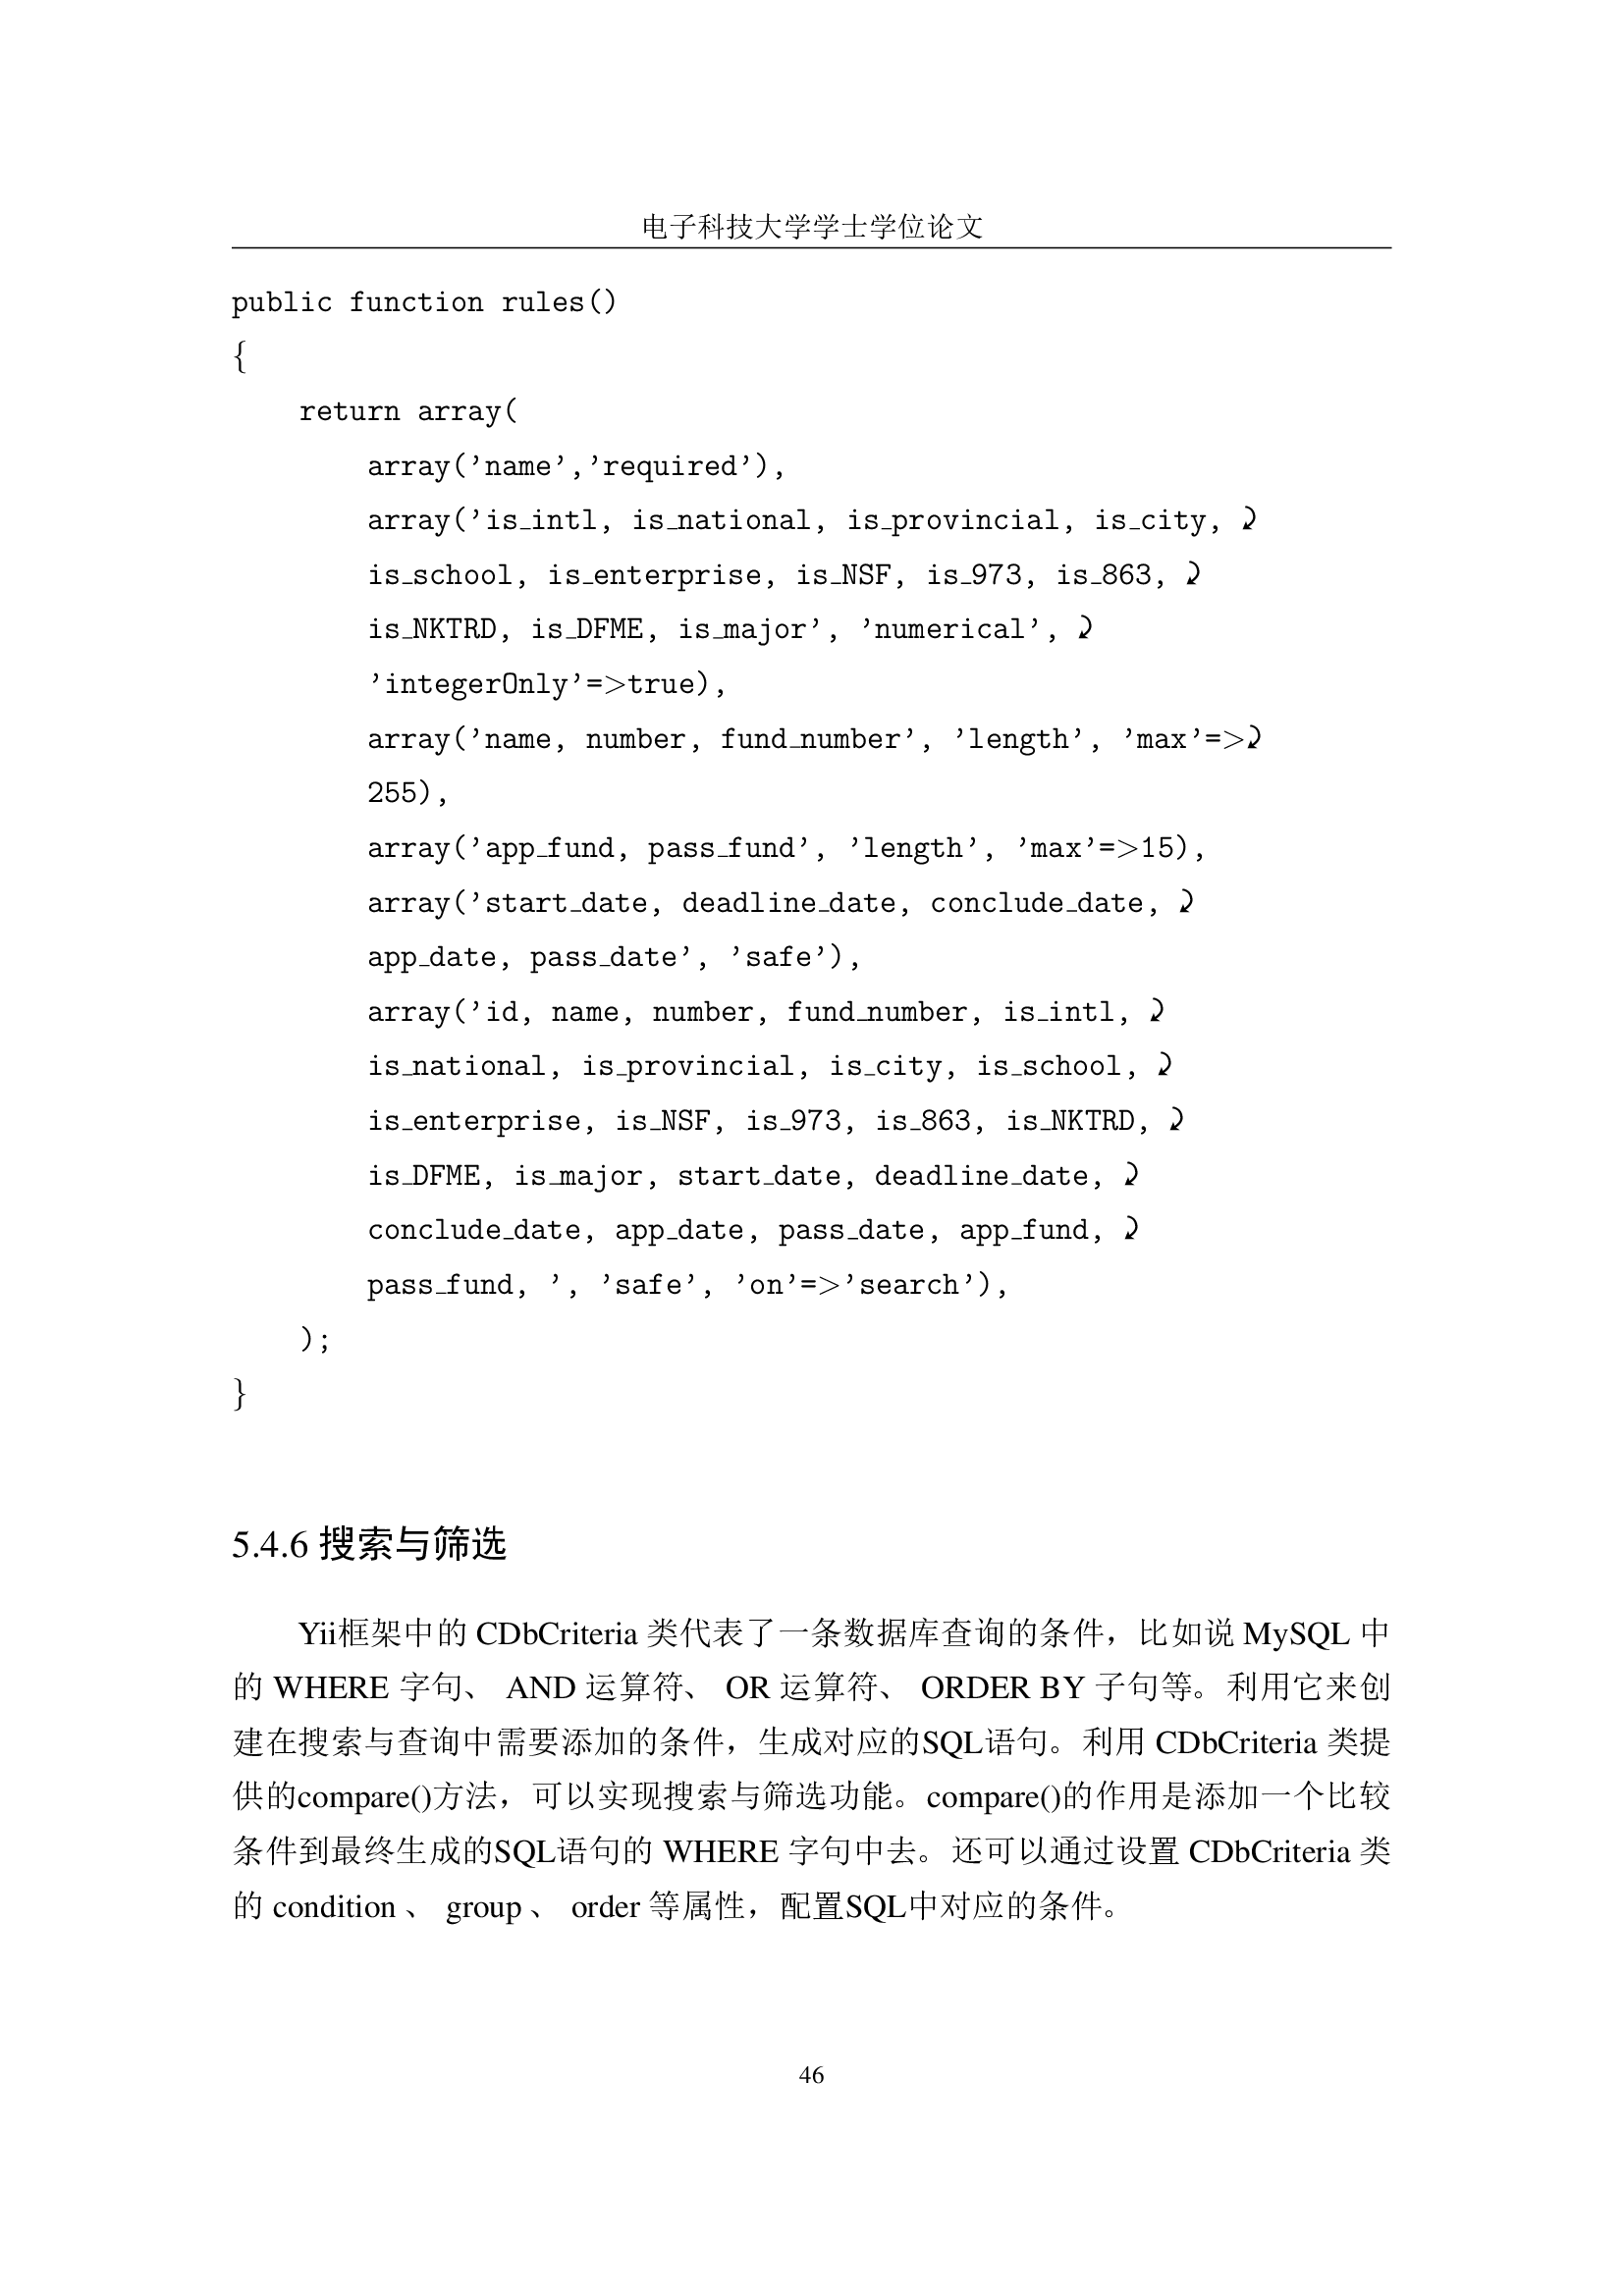 电子科技大学学士学位论文
public function rules()
{
    return array(
        array('name','required'),
        array('is_intl, is_national, is_provincial, is_city, ⤸
        is_school, is_enterprise, is_NSF, is_973, is_863, ⤸
        is_NKTRD, is_DFME, is_major', 'numerical', ⤸
        'integerOnly'=>true),
        array('name, number, fund_number', 'length', 'max'=>⤸
        255),
        array('app_fund, pass_fund', 'length', 'max'=>15),
        array('start_date, deadline_date, conclude_date, ⤸
        app_date, pass_date', 'safe'),
        array('id, name, number, fund_number, is_intl, ⤸
        is_national, is_provincial, is_city, is_school, ⤸
        is_enterprise, is_NSF, is_973, is_863, is_NKTRD, ⤸
        is_DFME, is_major, start_date, deadline_date, ⤸
        conclude_date, app_date, pass_date, app_fund, ⤸
        pass_fund, ', 'safe', 'on'=>'search'),
    );
}
5.4.6 搜索与筛选
Yii框架中的 CDbCriteria 类代表了一条数据库查询的条件，比如说 MySQL 中
的 WHERE 字句、 AND 运算符、 OR 运算符、 ORDER BY 子句等。利用它来创
建在搜索与查询中需要添加的条件，生成对应的SQL语句。利用 CDbCriteria 类提
供的compare()方法，可以实现搜索与筛选功能。compare()的作用是添加一个比较
条件到最终生成的SQL语句的 WHERE 字句中去。还可以通过设置 CDbCriteria 类
的 condition 、 group 、 order 等属性，配置SQL中对应的条件。
46